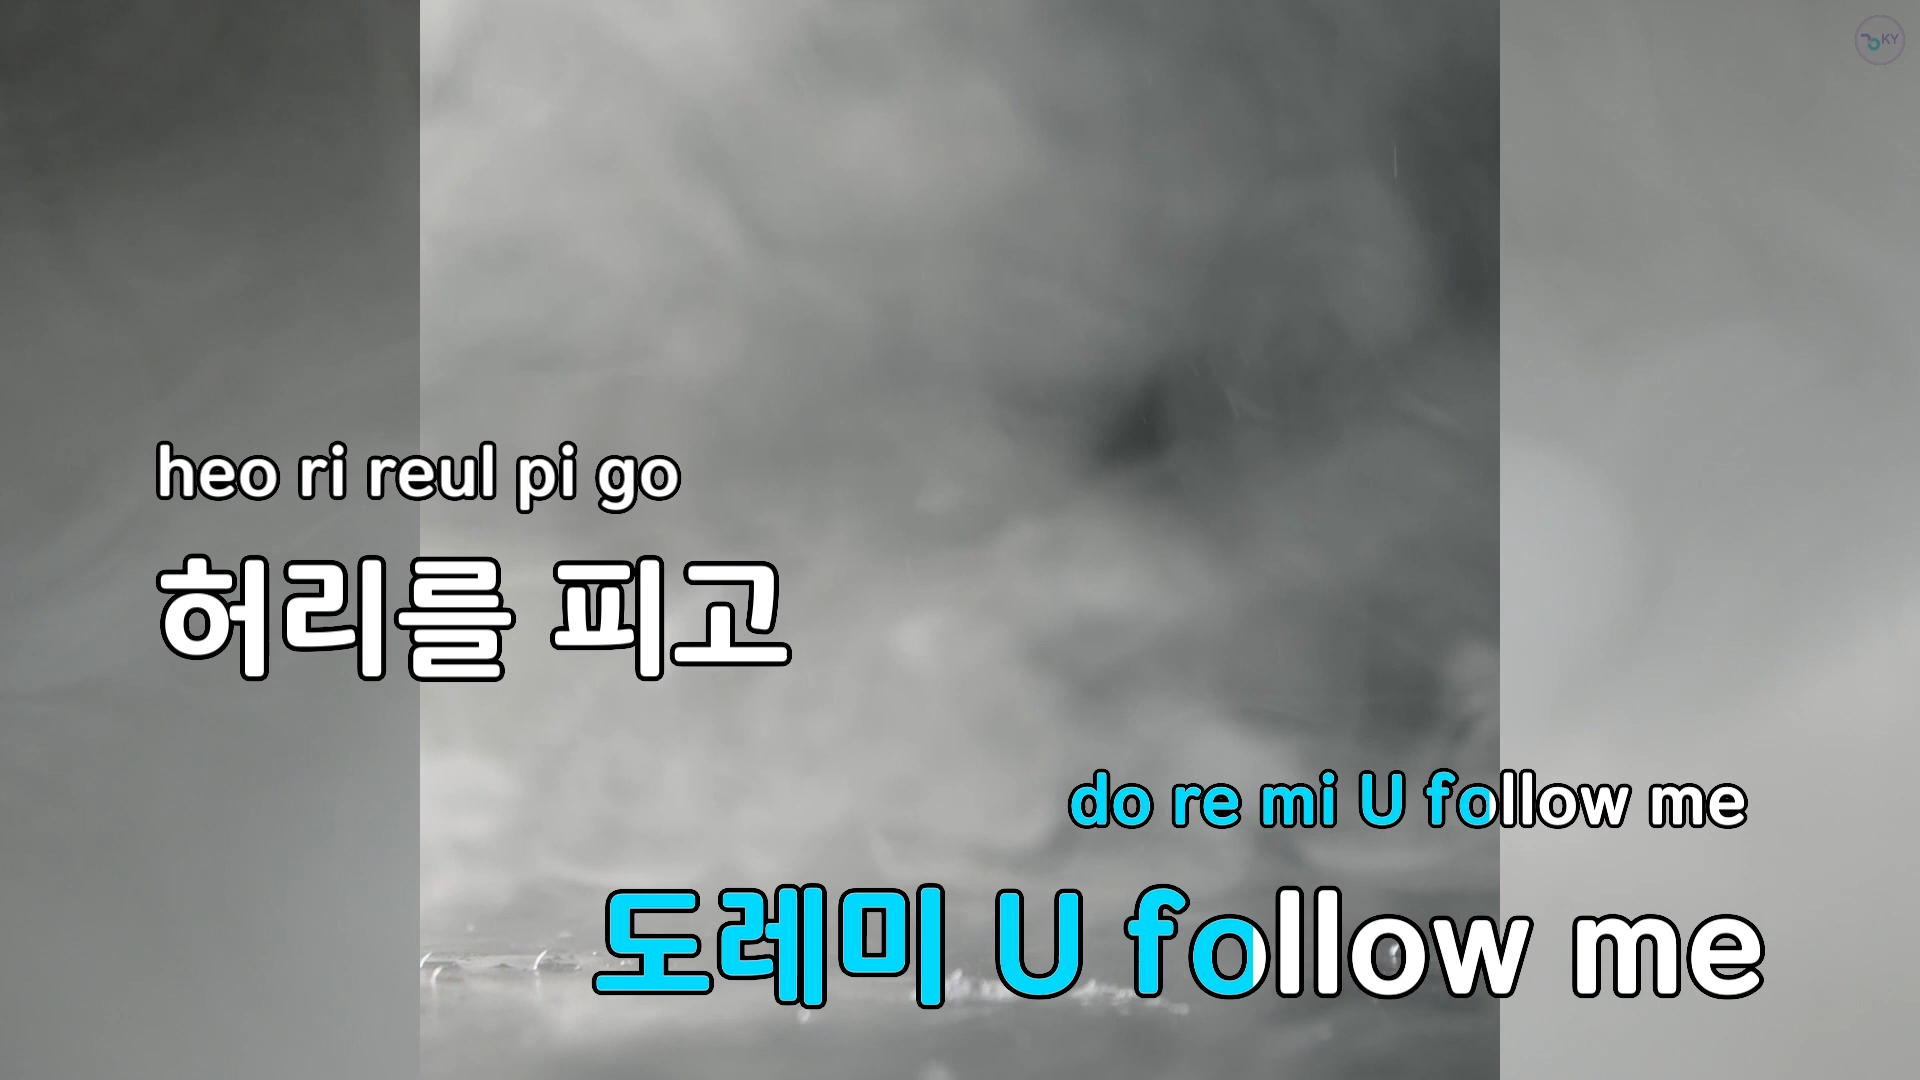 KY
heo ri reul pi go
허리를 피고
do re mi U follow me
도레미 U follow me